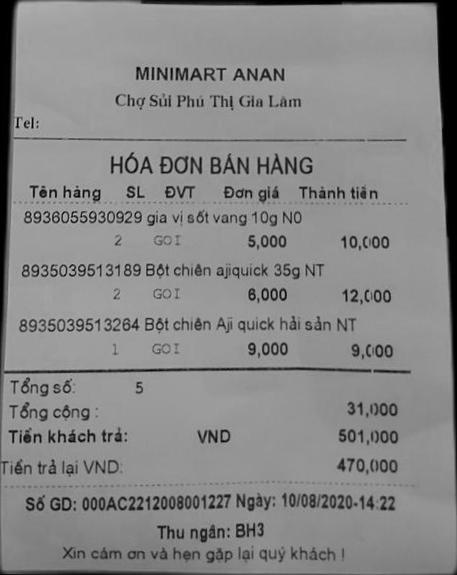 MINIMART ANAN
Chợ Sủi Phú Thị Gia Lâm
Tel:
HÓA ĐƠN BÁN HÀNG
Tên hàng SL ĐVT Đơn giá Thành tiền
8936055930929 gia vị sốt vang 10g N0
2 GOI 5,000 10,000
8935039513189 Bột chiên ajiquick 35g NT
2 GOI 6,000 12,000
8935039513264 Bột chiên Aji quick hải sản NT
1 GOI 9,000 9,000
Tổng số: 5
Tổng cộng : 31,000
Tiền khách trả: VND 501,000
Tiền trả lại VND: 470,000
Số GD: 000AC2212008001227 Ngày: 10/08/2020-14:22
Thu ngân: BH3
Xin cảm ơn và hẹn gặp lại quý khách !